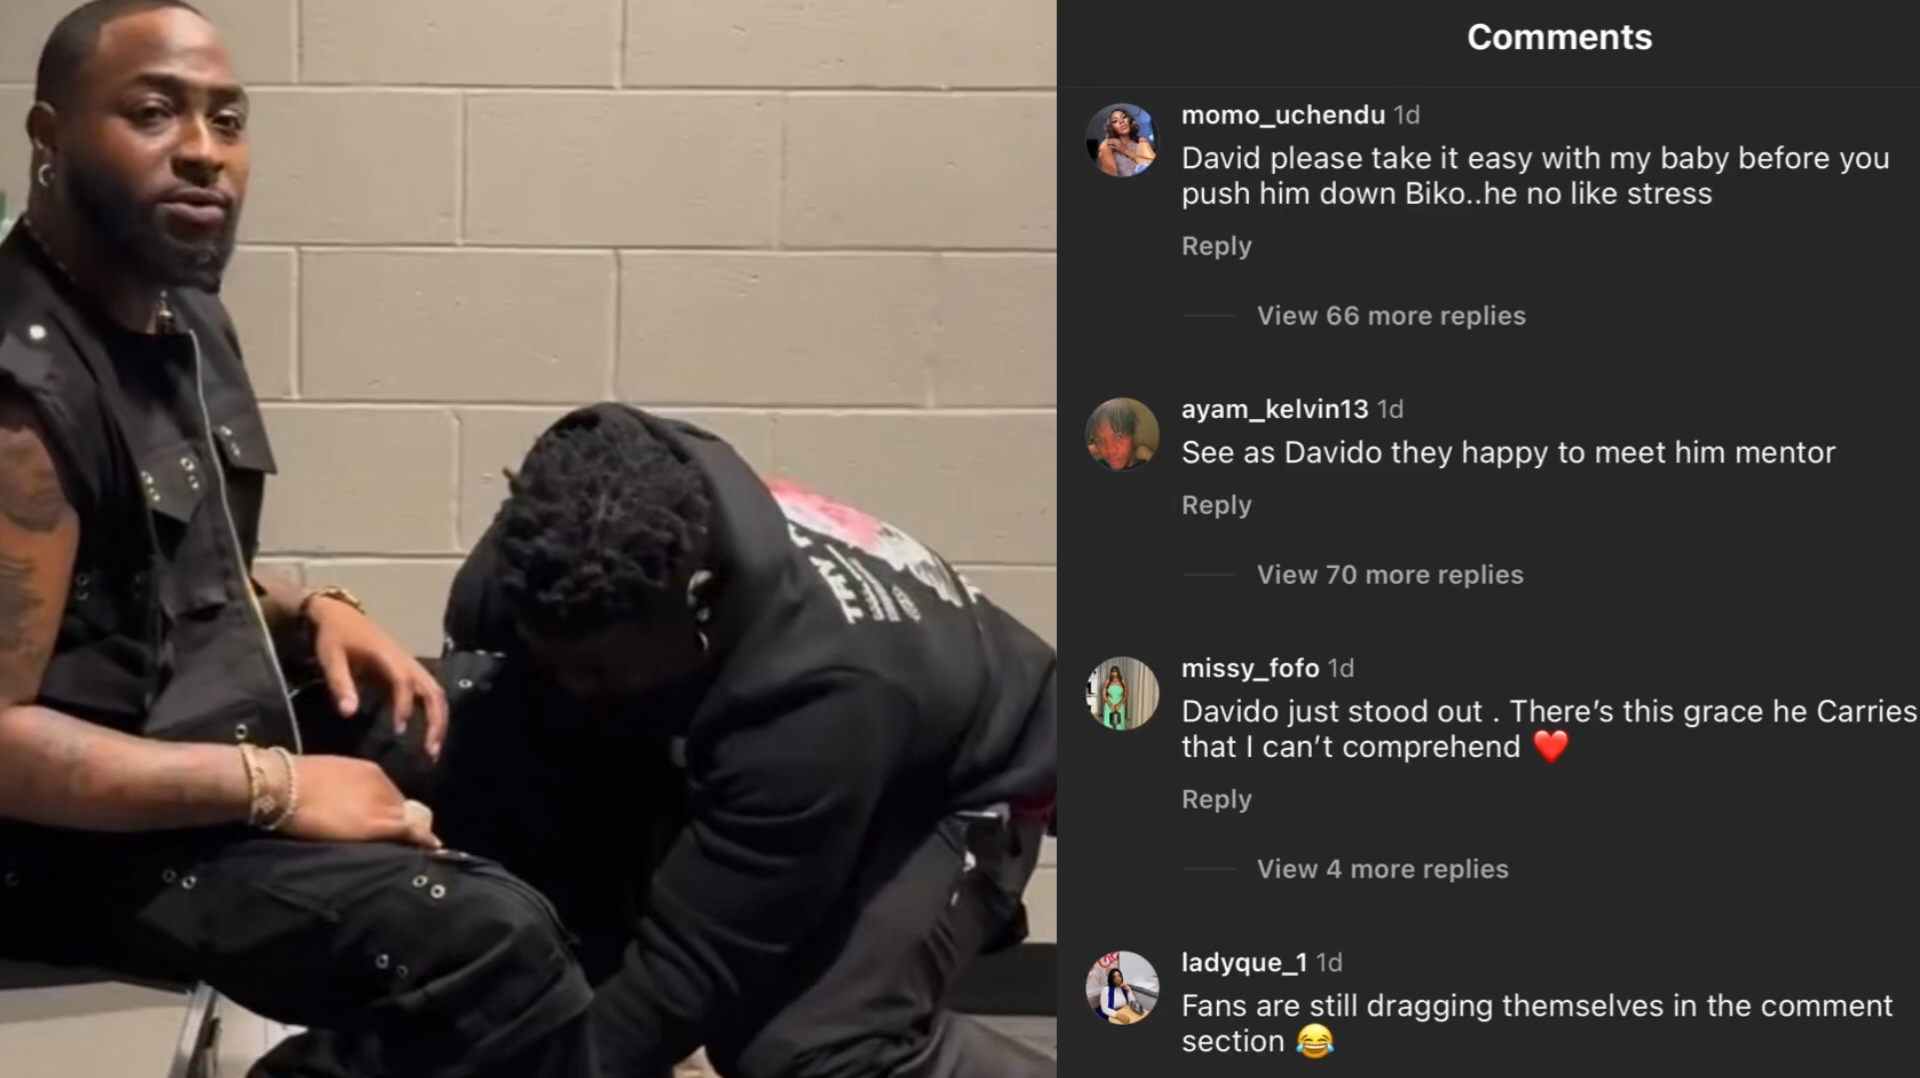 Comments
momo_uchendu 1d
David please take it easy with my baby before you
push him down Biko..he no like stress
Reply
View 66 more replies
ayam_kelvin13 1d
See as Davido they happy to meet him mentor
Reply
View 70 more replies
missy_fofo 1d
Davido just stood out . There’s this grace he Carries
that I can’t comprehend ❤️
Reply
View 4 more replies
ladyque_1 1d
Fans are still dragging themselves in the comment
section 😂